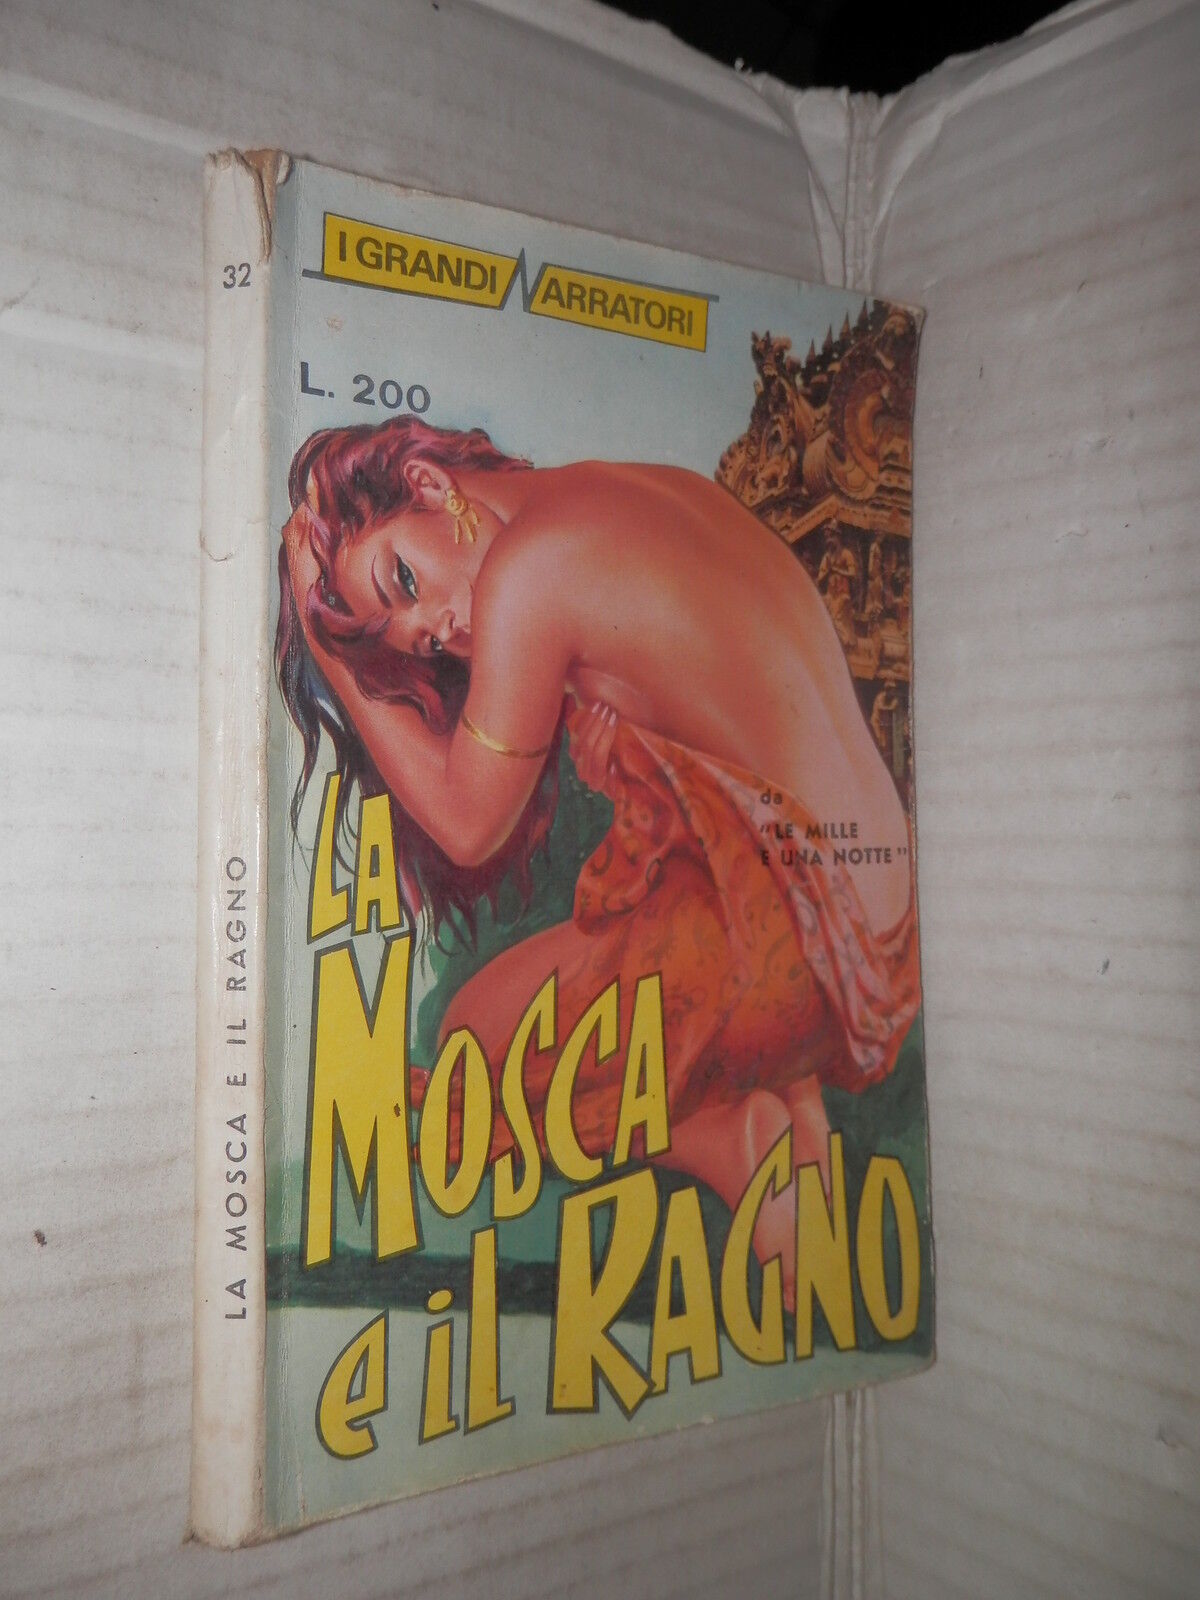 32
LA MOSCA E IL RAGNO
I GRANDI NARRATORI
L. 200
da
"LE MILLE
E UNA NOTTE"
LA
MOSCA
e il RAGNO